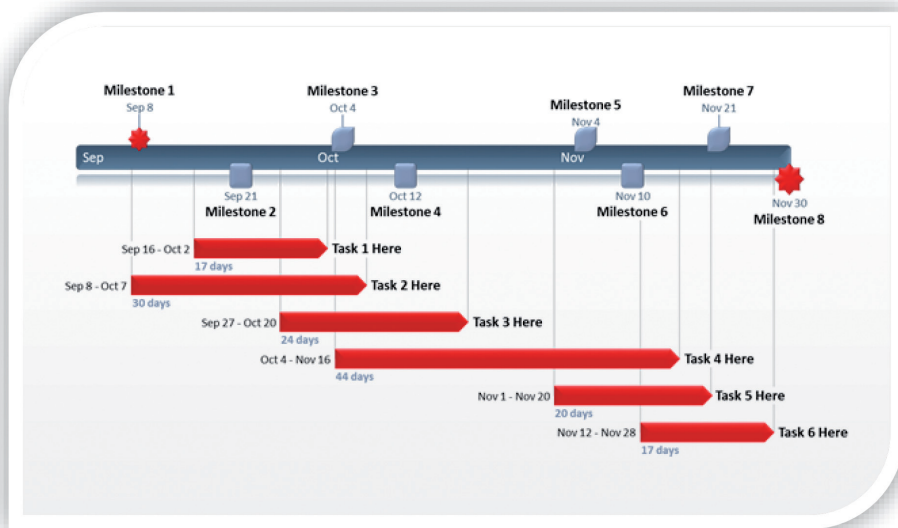 Milestone 1
Sep 8
Milestone 3
Oct 4
Milestone 5
Nov 4
Milestone 7
Nov 21
Sep
Oct
Nov
Sep 21
Milestone 2
Oct 12
Milestone 4
Nov 10
Milestone 6
Nov 30
Milestone 8
Sep 16 - Oct 2
Task 1 Here
17 days
Sep 8 - Oct 7
Task 2 Here
30 days
Sep 27 - Oct 20
Task 3 Here
24 days
Oct 4 - Nov 16
Task 4 Here
44 days
Nov 1 - Nov 20
Task 5 Here
20 days
Nov 12 - Nov 28
Task 6 Here
17 days